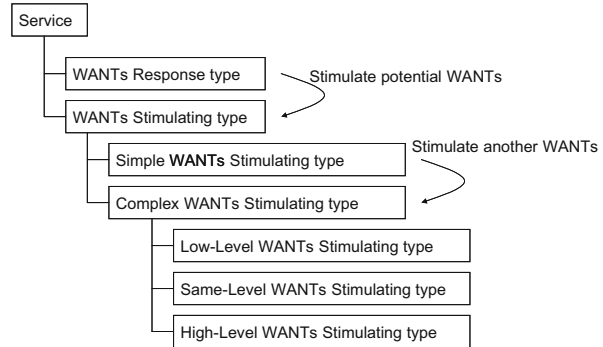 Service
WANTs Response type
Stimulate potential WANTs
WANTs Stimulating type
Stimulate another WANTs
Simple WANTs Stimulating type
Complex WANTs Stimulating type
Low-Level WANTs Stimulating type
Same-Level WANTs Stimulating type
High-Level WANTs Stimulating type